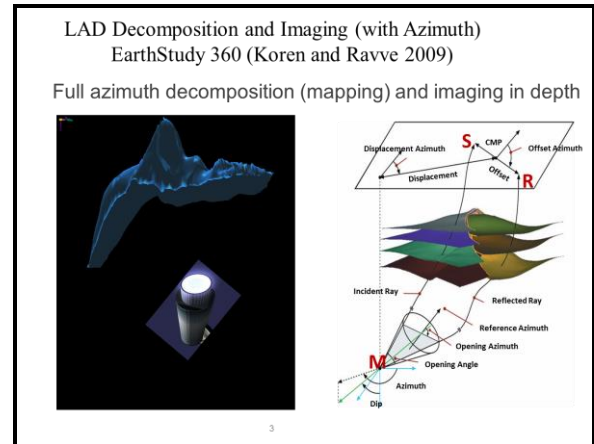 LAD Decomposition and Imaging (with Azimuth)
EarthStudy 360 (Koren and Ravve 2009)
Full azimuth decomposition (mapping) and imaging in depth
S
CMP
Displacement Azimuth
Offset Azimuth
Offset
R
Displacement
Incident Ray
Reflected Ray
Reference Azimuth
Opening Azimuth
M
Opening Angle
Azimuth
Dip
3